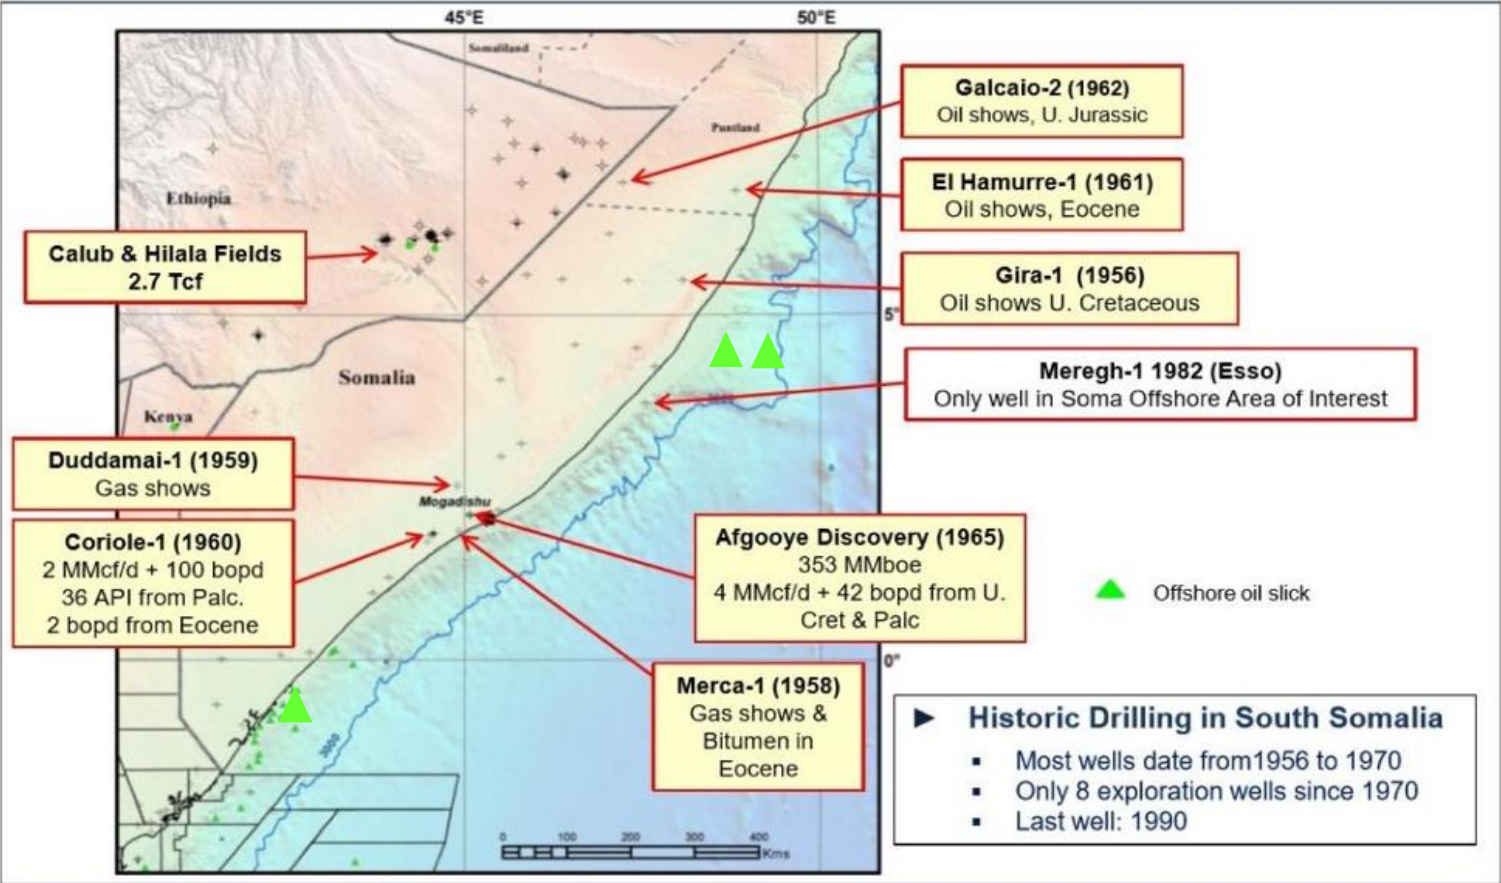 45°E
50°E
Somaliland
Puntland
Ethiopia
Somalia
Kenya
Mogadishu
5°
0°
3000
Galcaio-2 (1962)
Oil shows, U. Jurassic
El Hamurre-1 (1961)
Oil shows, Eocene
Calub & Hilala Fields
2.7 Tcf
Gira-1 (1956)
Oil shows U. Cretaceous
Meregh-1 1982 (Esso)
Only well in Soma Offshore Area of Interest
Duddamai-1 (1959)
Gas shows
Coriole-1 (1960)
2 MMcf/d + 100 bopd
36 API from Palc.
2 bopd from Eocene
Afgooye Discovery (1965)
353 MMboe
4 MMcf/d + 42 bopd from U.
Cret & Palc
Merca-1 (1958)
Gas shows &
Bitumen in
Eocene
Offshore oil slick
► Historic Drilling in South Somalia
▪ Most wells date from1956 to 1970
▪ Only 8 exploration wells since 1970
▪ Last well: 1990
0 100 200 300 400
Kms